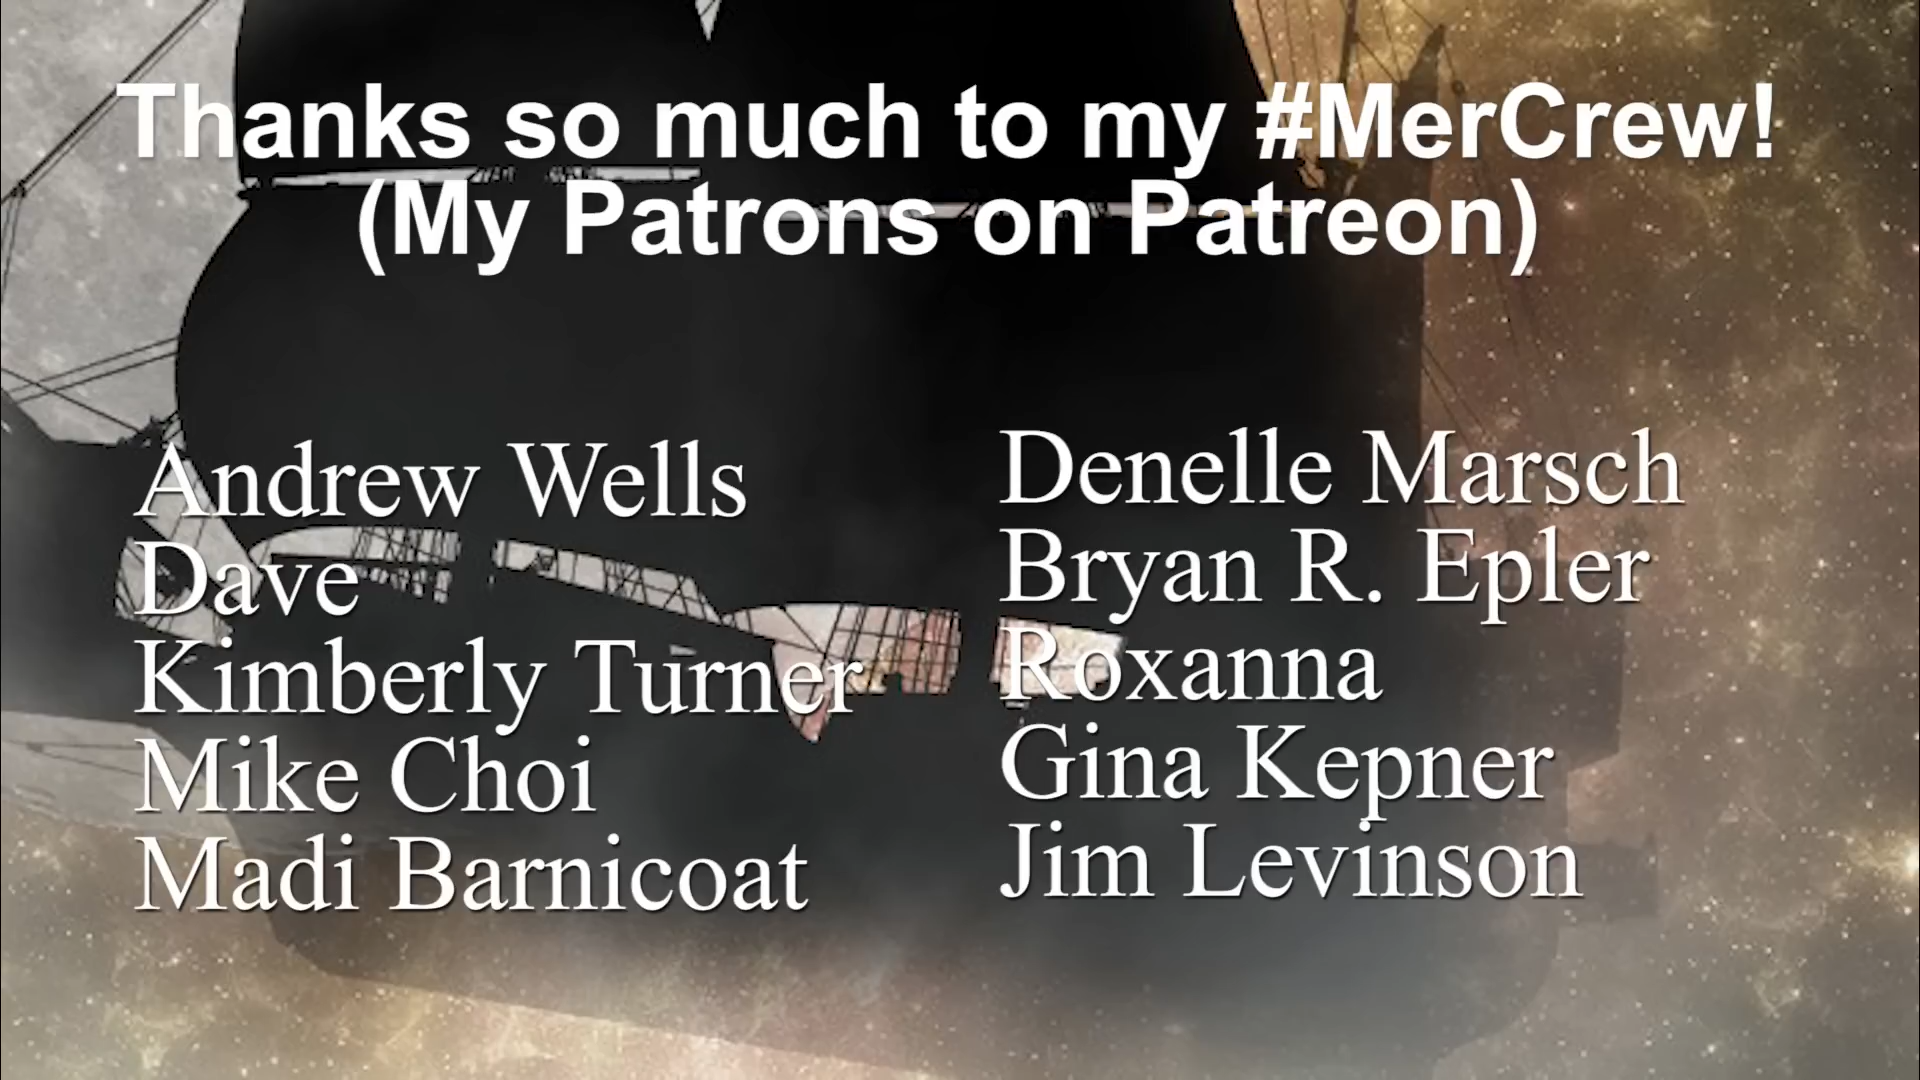 Thanks so much to my #MerCrew!
(My Patrons on Patreon)
Andrew Wells
Dave
Kimberly Turner
Mike Choi
Madi Barnicoat
Denelle Marsch
Bryan R. Epler
Roxanna
Gina Kepner
Jim Levinson